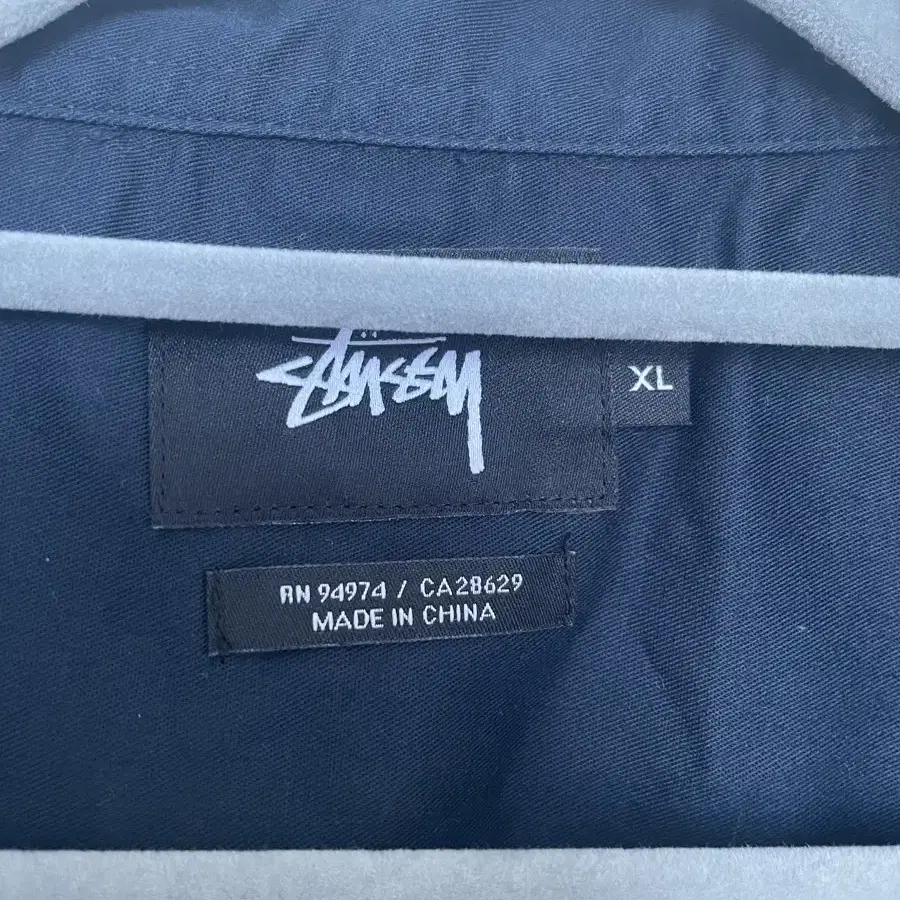 Stüssy
XL
RN 94974 / CA28629
MADE IN CHINA